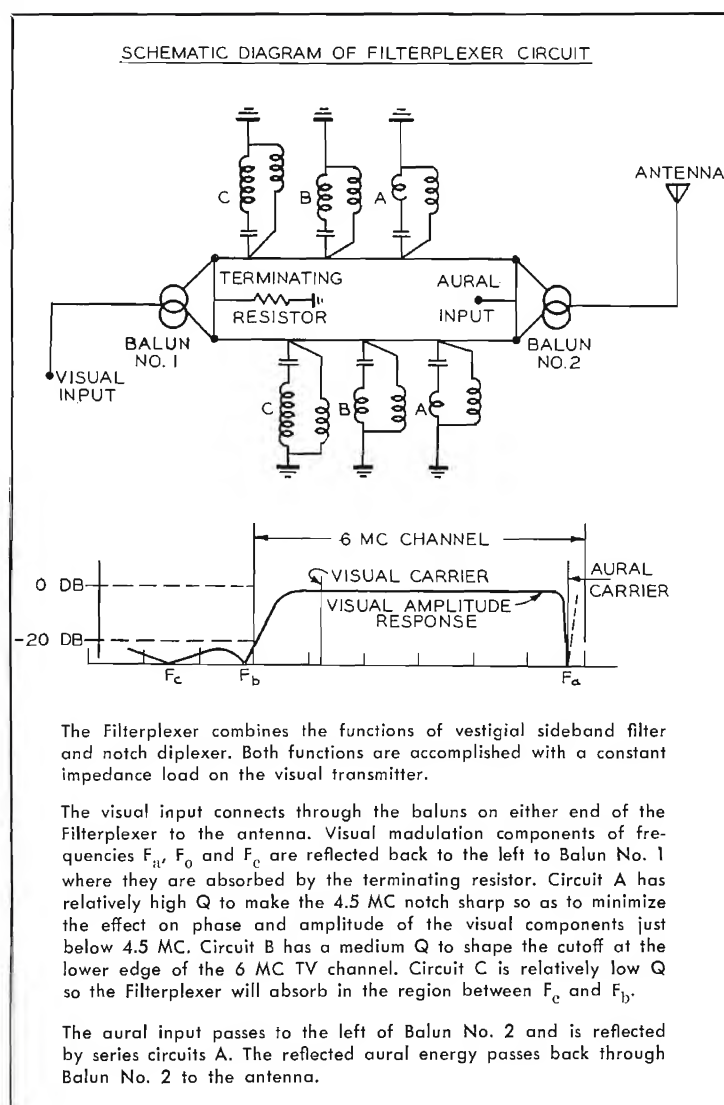 SCHEMATIC DIAGRAM OF FILTERPLEXER CIRCUIT
ANTENNA
C
B
A
TERMINATING
RESISTOR
AURAL
INPUT
BALUN
NO. 1
BALUN
NO.2
VISUAL
INPUT
C
B
A
6 MC CHANNEL
0 DB
VISUAL CARRIER
AURAL
CARRIER
VISUAL AMPLITUDE
RESPONSE
-20 DB
Fc
Fb
Fa
The Filterplexer combines the functions of vestigial sideband filter
and notch diplexer. Both functions are accomplished with a constant
impedance load on the visual transmitter.
The visual input connects through the baluns on either end of the
Filterplexer to the antenna. Visual madulation components of fre-
quencies Fa, Fo and Fc are reflected back to the left to Balun No. 1
where they are absorbed by the terminating resistor. Circuit A has
relatively high Q to make the 4.5 MC notch sharp so as to minimize
the effect on phase and amplitude of the visual components just
below 4.5 MC. Circuit B has a medium Q to shape the cutoff at the
lower edge of the 6 MC TV channel. Circuit C is relatively low Q
so the Filterplexer will absorb in the region between Fc and Fb.
The aural input passes to the left of Balun No. 2 and is reflected
by series circuits A. The reflected aural energy passes back through
Balun No. 2 to the antenna.